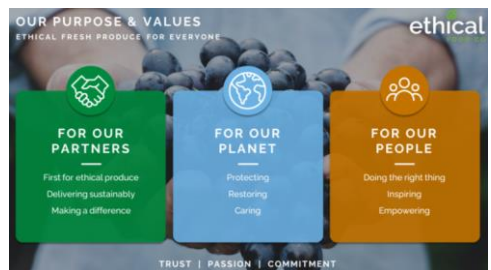 OUR PURPOSE & VALUES
ETHICAL FRESH PRODUCE FOR EVERYONE
ethical
FOR OUR
PARTNERS
First for ethical produce
Delivering sustainably
Making a difference
FOR OUR
PLANET
Protecting
Restoring
Caring
FOR OUR
PEOPLE
Doing the right thing
Inspiring
Empowering
TRUST | PASSION | COMMITMENT